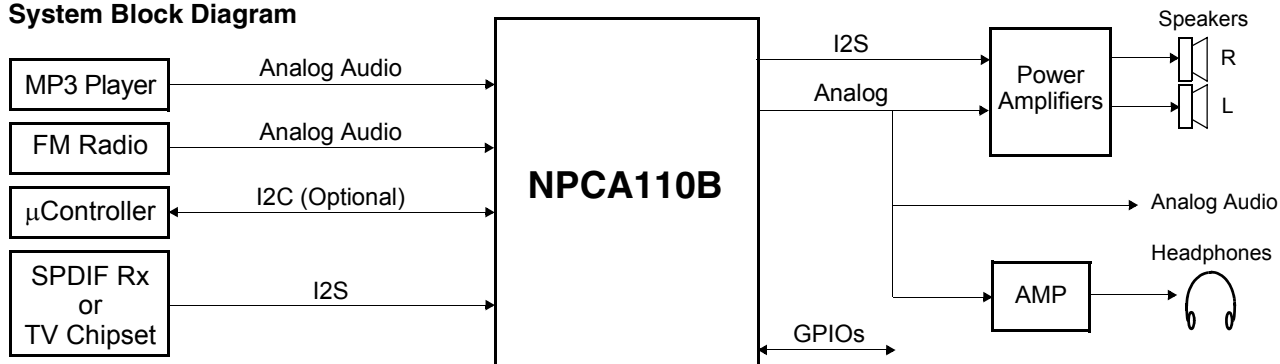 System Block Diagram
MP3 Player
Analog Audio
FM Radio
Analog Audio
μController
I2C (Optional)
SPDIF Rx
or
TV Chipset
I2S
NPCA110B
I2S
Analog
Power
Amplifiers
Speakers
R
L
Analog Audio
Headphones
AMP
GPIOs